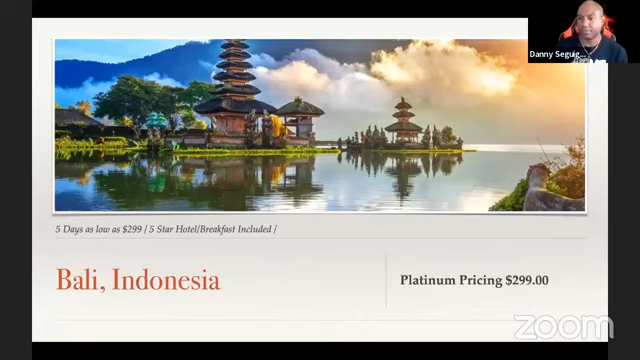 Danny Seguig...
5 Days as low as $299 / 5 Star Hotel/Breakfast Included /
Bali, Indonesia
Platinum Pricing $299.00
zoom